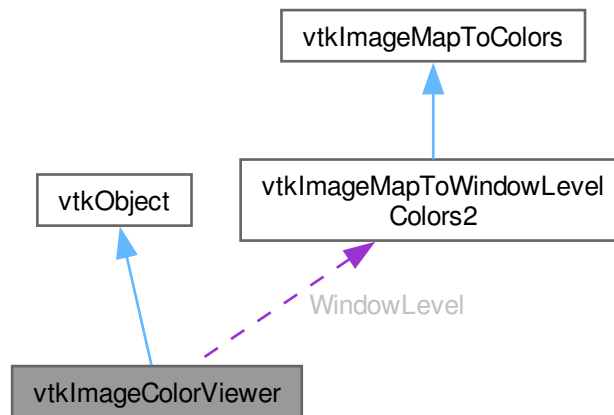 vtkImageMapToColors
vtkObject
vtkImageMapToWindowLevel
Colors2
WindowLevel
vtkImageColorViewer